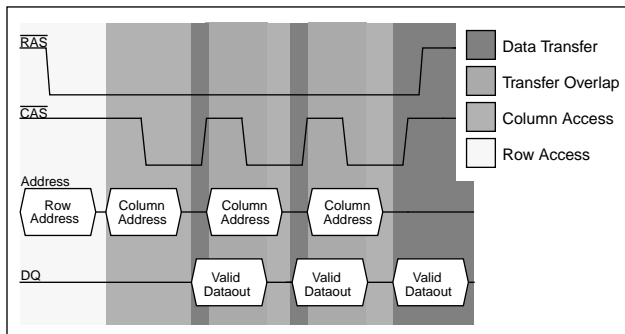 RAS
CAS
Address
Row
Address
Column
Address
Column
Address
Column
Address
DQ
Valid
Dataout
Valid
Dataout
Valid
Dataout
Data Transfer
Transfer Overlap
Column Access
Row Access